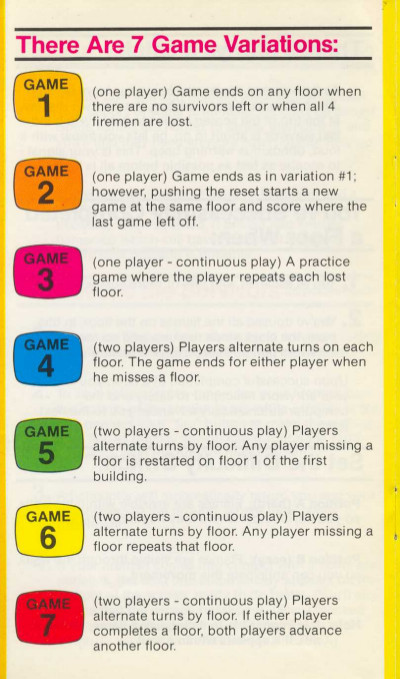 There Are 7 Game Variations:
GAME
1
(one player) Game ends on any floor when
there are no survivors left or when all 4
firemen are lost.
GAME
2
(one player) Game ends as in variation #1;
however, pushing the reset starts a new
game at the same floor and score where the
last game left off.
GAME
3
(one player - continuous play) A practice
game where the player repeats each lost
floor.
GAME
4
(two players) Players alternate turns on each
floor. The game ends for either player when
he misses a floor.
GAME
5
(two players - continuous play) Players
alternate turns by floor. Any player missing a
floor is restarted on floor 1 of the first
building.
GAME
6
(two players - continuous play) Players
alternate turns by floor. Any player missing a
floor repeats that floor.
GAME
7
(two players - continuous play) Players
alternate turns by floor. If either player
completes a floor, both players advance
another floor.